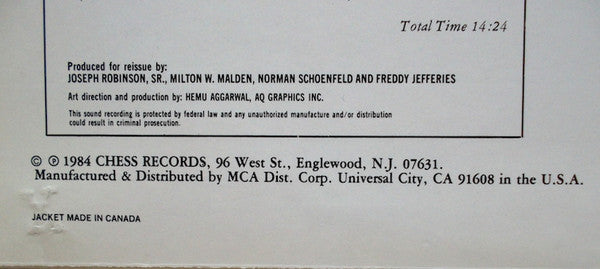 Total Time 14:24
Produced for reissue by:
JOSEPH ROBINSON, SR., MILTON W. MALDEN, NORMAN SCHOENFELD AND FREDDY JEFFERIES
Art direction and production by: HEMU AGGARWAL, AQ GRAPHICS INC.
This sound recording is protected by federal law and any unauthorized manufacture and/or distribution
could result in criminal prosecution.
© ℗ 1984 CHESS RECORDS, 96 West St., Englewood, N.J. 07631.
Manufactured & Distributed by MCA Dist. Corp. Universal City, CA 91608 in the U.S.A.
JACKET MADE IN CANADA